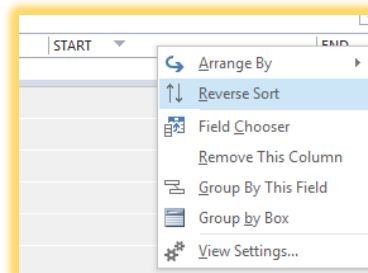 START END
Arrange By
Reverse Sort
Field Chooser
Remove This Column
Group By This Field
Group by Box
View Settings...